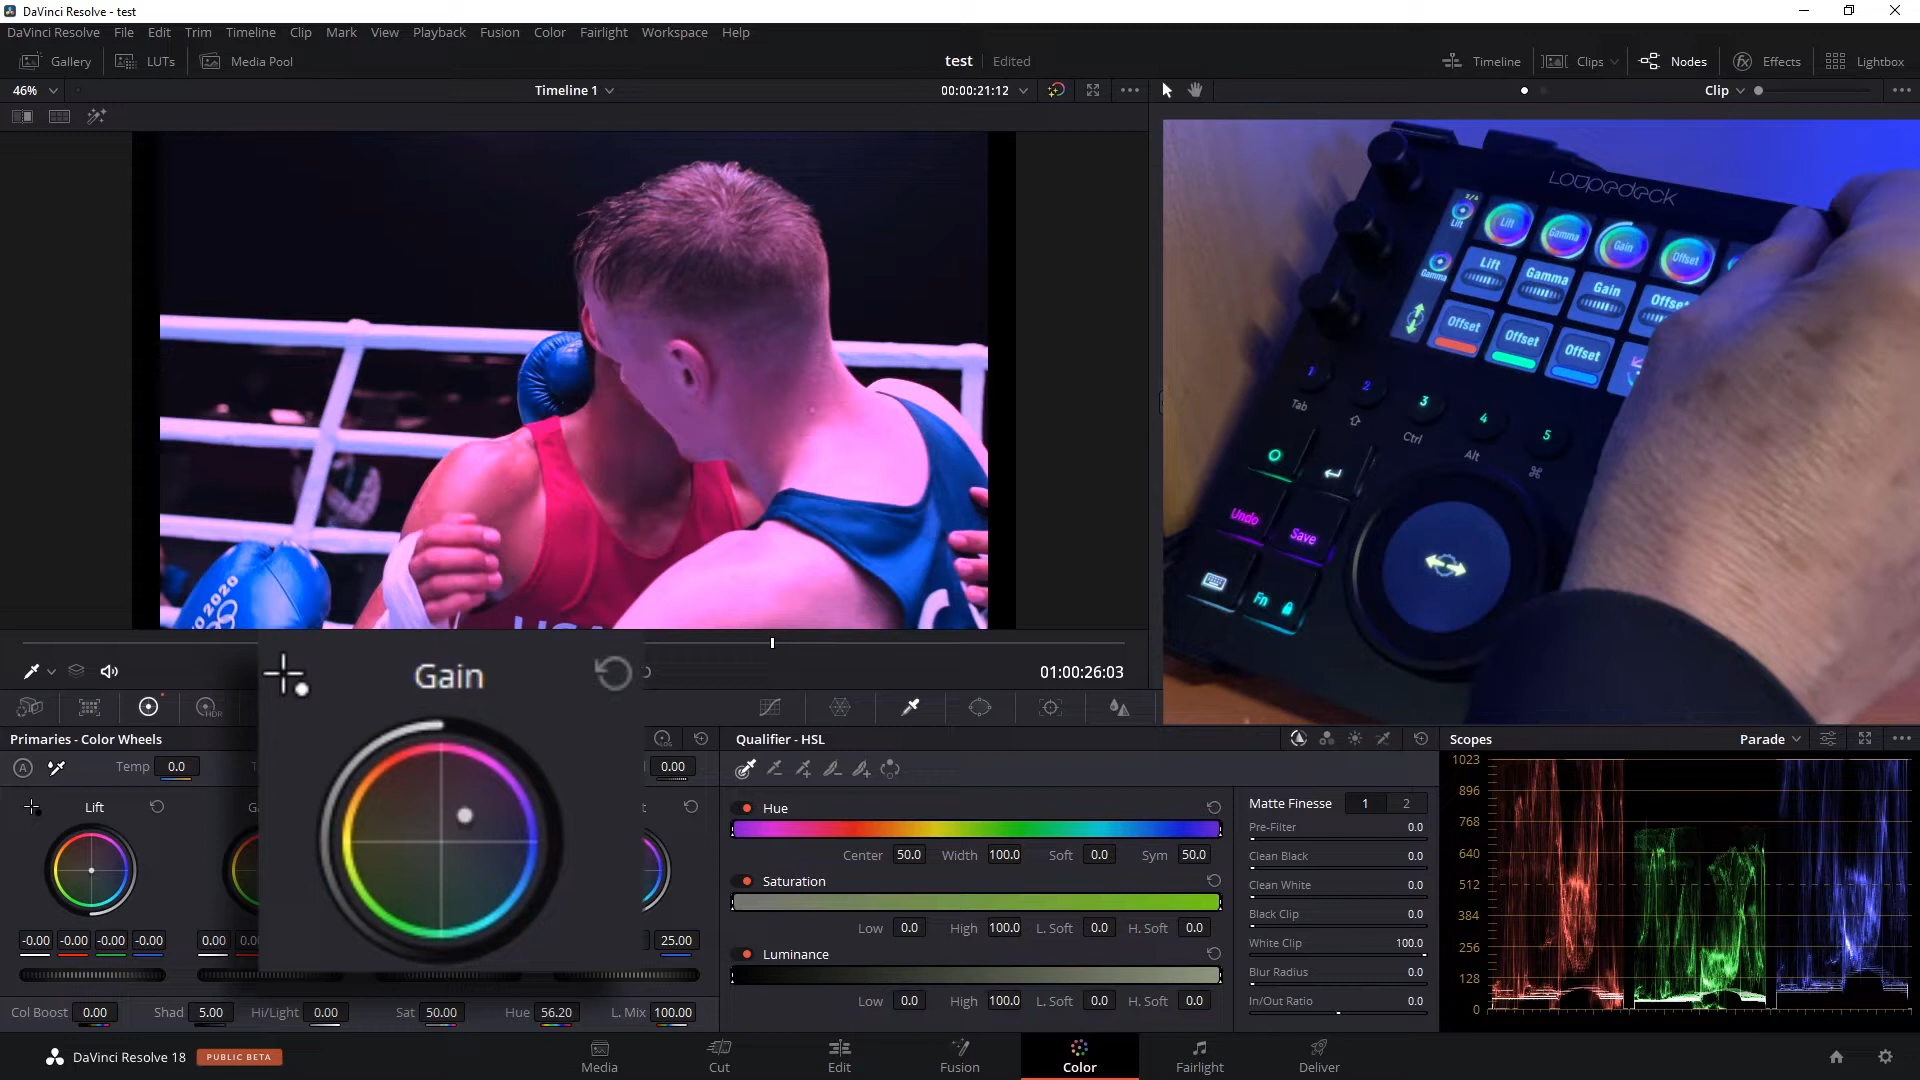 DaVinci Resolve - test
DaVinci Resolve File Edit Trim Timeline Clip Mark View Playback Fusion Color Fairlight Workspace Help
Gallery LUTs Media Pool test Edited Timeline Clips Nodes Effects Lightbox
46% Timeline 1 00:00:21:12 Clip
loupedeck
Lift Gamma Gain Offset
Lift
Lift Gamma Gain Offset
Gamma
Offset Offset Offset
1 2 3 4 5
Tab Ctrl Alt
Undo Save
Fn
2020
01:00:26:03
Gain
HDR
Primaries - Color Wheels
Temp 0.0
0.00
Lift
-0.00 -0.00 -0.00 -0.00
0.00
25.00
Col Boost 0.00 Shad 5.00 Hi/Light 0.00 Sat 50.00 Hue 56.20 L. Mix 100.00
Qualifier - HSL
Hue
Center 50.0 Width 100.0 Soft 0.0 Sym 50.0
Saturation
Low 0.0 High 100.0 L. Soft 0.0 H. Soft 0.0
Luminance
Low 0.0 High 100.0 L. Soft 0.0 H. Soft 0.0
Matte Finesse 1 2
Pre-Filter 0.0
Clean Black 0.0
Clean White 0.0
Black Clip 0.0
White Clip 100.0
Blur Radius 0.0
In/Out Ratio 0.0
Scopes Parade
1023
896
768
640
512
384
256
128
0
DaVinci Resolve 18 PUBLIC BETA
Media Cut Edit Fusion Color Fairlight Deliver